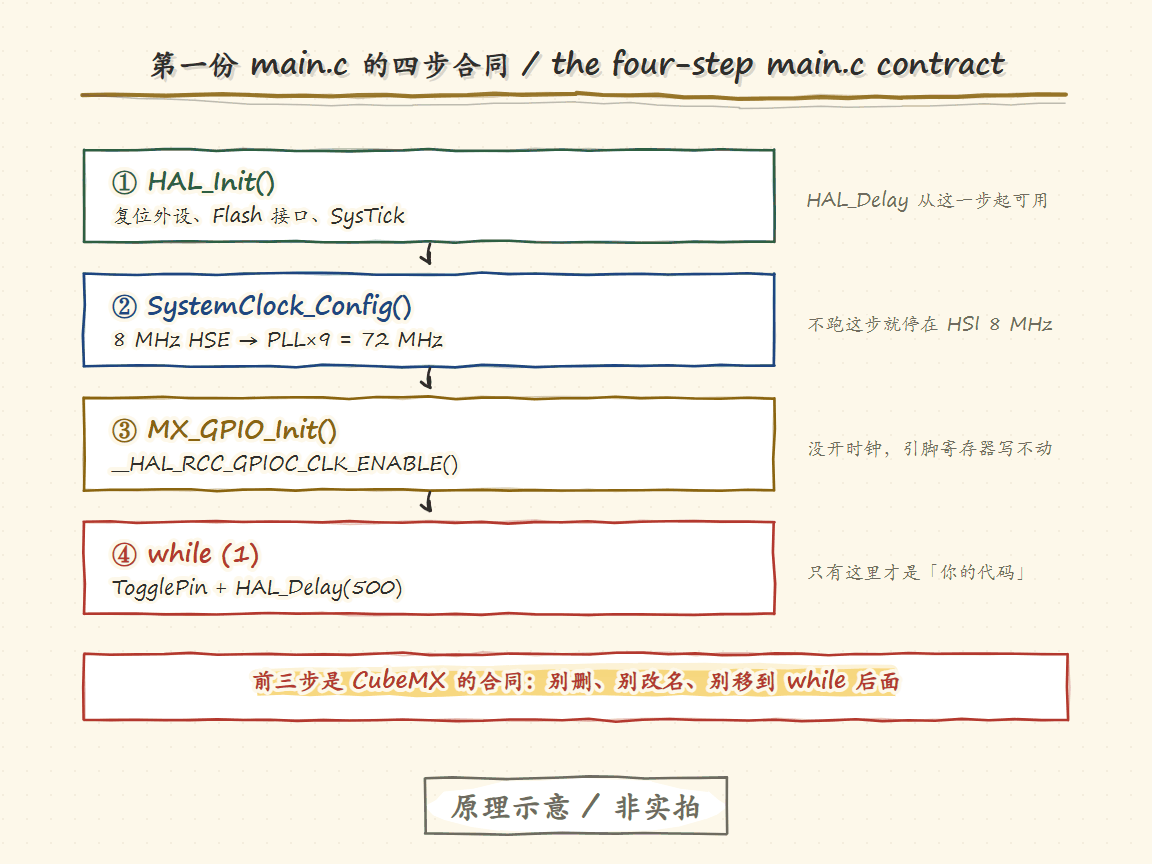 第一份 main.c 的四步合同 / the four-step main.c contract
① HAL_Init()
复位外设、Flash 接口、SysTick
HAL_Delay 从这一步起可用
② SystemClock_Config()
8 MHz HSE → PLL×9 = 72 MHz
不跑这步就停在 HSI 8 MHz
③ MX_GPIO_Init()
__HAL_RCC_GPIOC_CLK_ENABLE()
没开时钟，引脚寄存器写不动
④ while (1)
TogglePin + HAL_Delay(500)
只有这里才是「你的代码」
前三步是 CubeMX 的合同：别删、别改名、别移到 while 后面
原理示意 / 非实拍